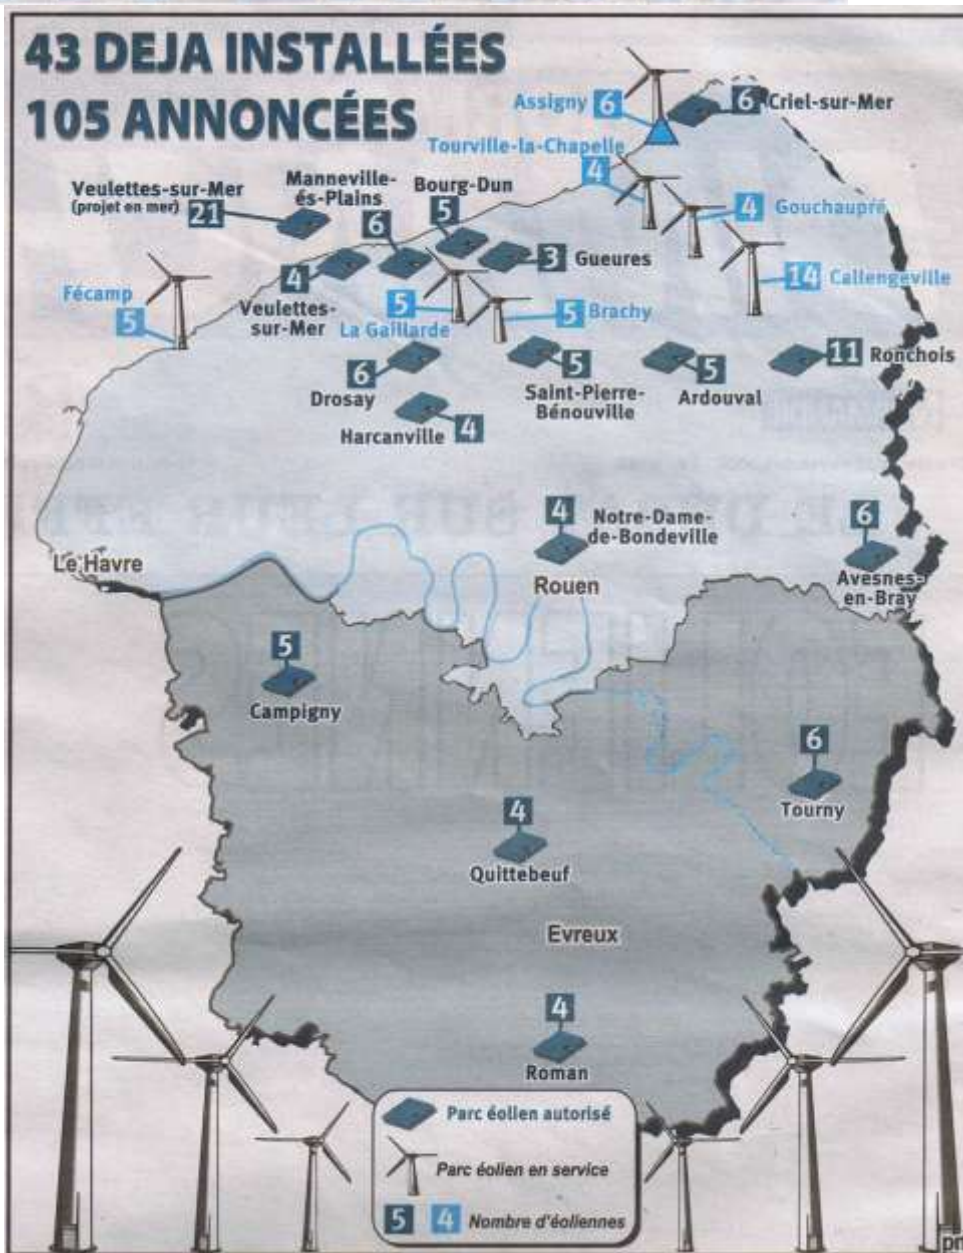 43 DEJA INSTALLÉES
105 ANNONCÉES
Assigny 6
6 Criel-sur-Mer
Tourville-la-Chapelle
4
4 Gouchaupré
14 Callengeville
Veulettes-sur-Mer
(projet en mer) 21
Manneville-
és-Plains
6
Bourg-Dun
5
3 Gueures
4
Veulettes-
sur-Mer
Fécamp
5
5
La Gaillarde
5 Brachy
6
Drosay
5
Saint-Pierre-
Bénouville
5
Ardouval
11 Ronchois
Harcanville 4
4 Notre-Dame-
de-Bondeville
Rouen
6
Avesnes-
en-Bray
Le Havre
5
Campigny
6
Tourny
4
Quittebeuf
Evreux
4
Roman
Parc éolien autorisé
Parc éolien en service
5 4 Nombre d'éoliennes
pn